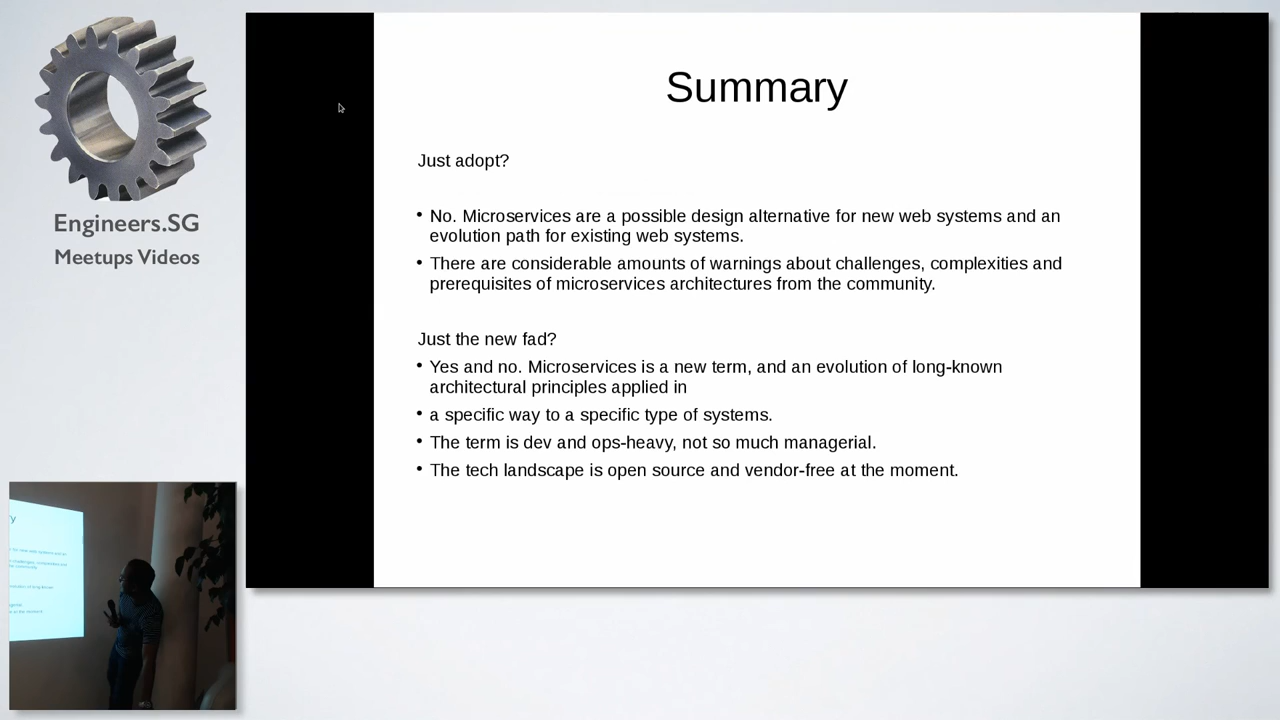 Engineers.SG
Meetups Videos
Summary
Just adopt?
• No. Microservices are a possible design alternative for new web systems and an
evolution path for existing web systems.
• There are considerable amounts of warnings about challenges, complexities and
prerequisites of microservices architectures from the community.
Just the new fad?
• Yes and no. Microservices is a new term, and an evolution of long-known
architectural principles applied in
• a specific way to a specific type of systems.
• The term is dev and ops-heavy, not so much managerial.
• The tech landscape is open source and vendor-free at the moment.